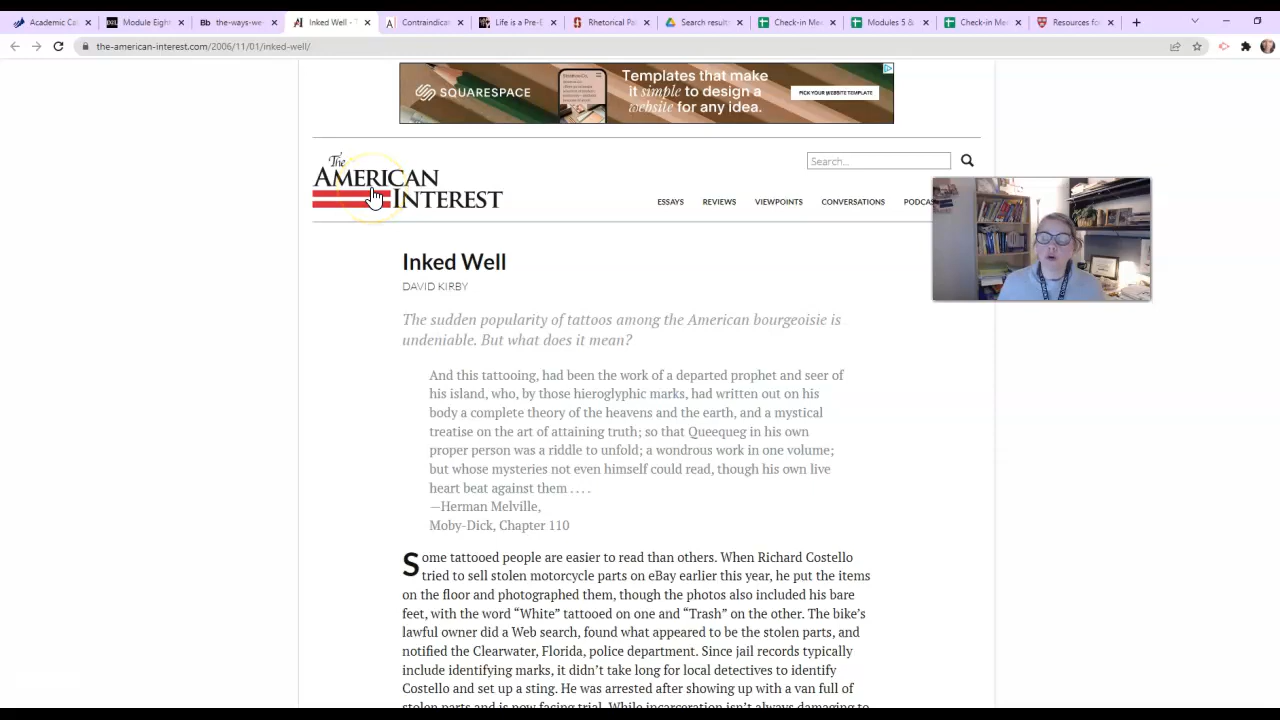 Academic Cal
Module Eight
Bb the-ways-we-
AI Inked Well - T
A Contraindica
Life is a Pre-E
Rhetorical Pa
Search results
Check-in Mee
Modules 5 &
Check-in Mee
Resources for
the-american-interest.com/2006/11/01/inked-well/
SQUARESPACE
Templates that make
it simple to design a
website for any idea.
PICK YOUR WEBSITE TEMPLATE
The
AMERICAN
INTEREST
Search...
ESSAYS REVIEWS VIEWPOINTS CONVERSATIONS PODCAS
Inked Well
DAVID KIRBY
The sudden popularity of tattoos among the American bourgeoisie is
undeniable. But what does it mean?
And this tattooing, had been the work of a departed prophet and seer of
his island, who, by those hieroglyphic marks, had written out on his
body a complete theory of the heavens and the earth, and a mystical
treatise on the art of attaining truth; so that Queequeg in his own
proper person was a riddle to unfold; a wondrous work in one volume;
but whose mysteries not even himself could read, though his own live
heart beat against them . . . .
—Herman Melville,
Moby-Dick, Chapter 110
Some tattooed people are easier to read than others. When Richard Costello
tried to sell stolen motorcycle parts on eBay earlier this year, he put the items
on the floor and photographed them, though the photos also included his bare
feet, with the word “White” tattooed on one and “Trash” on the other. The bike’s
lawful owner did a Web search, found what appeared to be the stolen parts, and
notified the Clearwater, Florida, police department. Since jail records typically
include identifying marks, it didn’t take long for local detectives to identify
Costello and set up a sting. He was arrested after showing up with a van full of
stolen parts and is now facing trial. While incarceration isn’t always damaging to